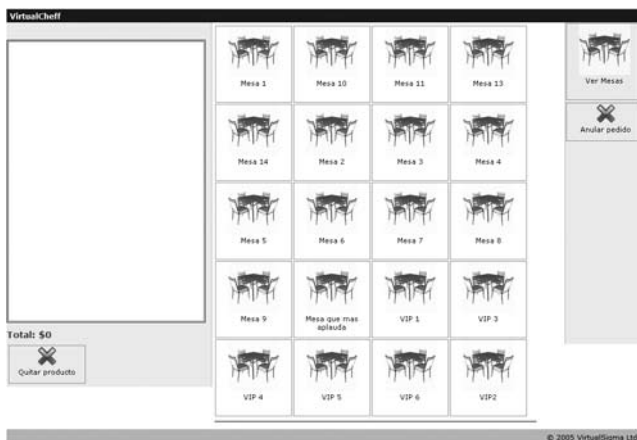 VirtualCheff
Mesa 1
Mesa 10
Mesa 11
Mesa 13
Ver Mesas
Anular pedido
Mesa 14
Mesa 2
Mesa 3
Mesa 4
Mesa 5
Mesa 6
Mesa 7
Mesa 8
Mesa 9
Mesa que mas
aplauda
VIP 1
VIP 3
Total: $0
Quitar producto
VIP 4
VIP 5
VIP 6
VIP2
© 2005 VirtualSigma Ltd